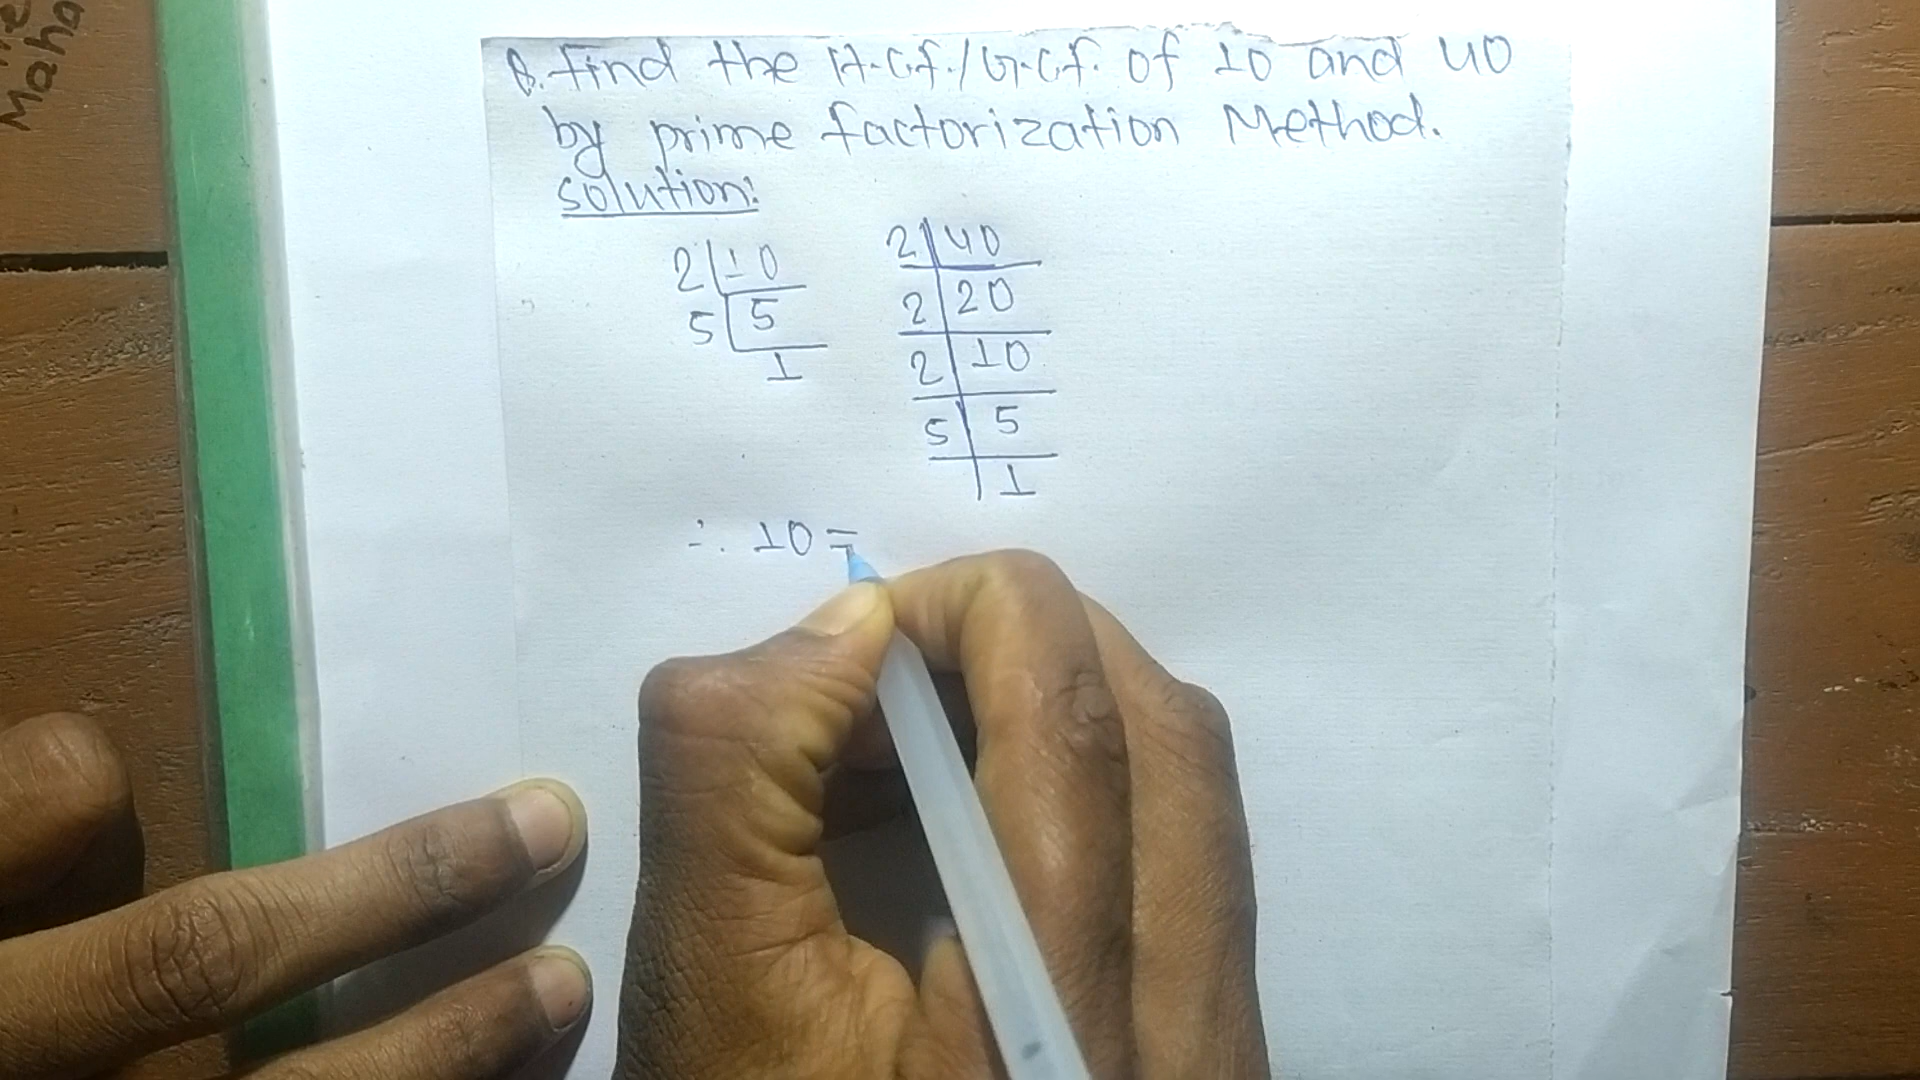 Q. Find the H.C.F./G.C.F. of 10 and 40
by prime factorization Method.
solution:
2 10
5 5
1
2 40
2 20
2 10
5 5
1
∴ 10 =
Maha